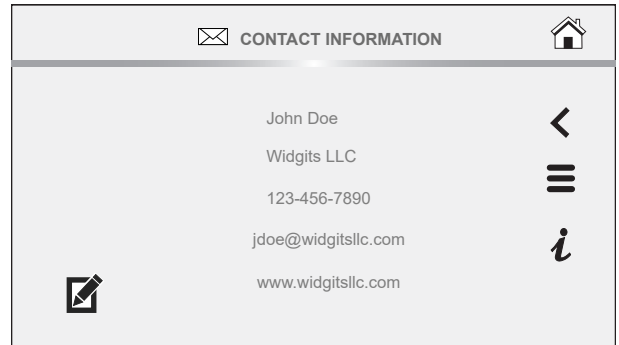 CONTACT INFORMATION
John Doe
Widgits LLC
123-456-7890
jdoe@widgitsllc.com
www.widgitsllc.com